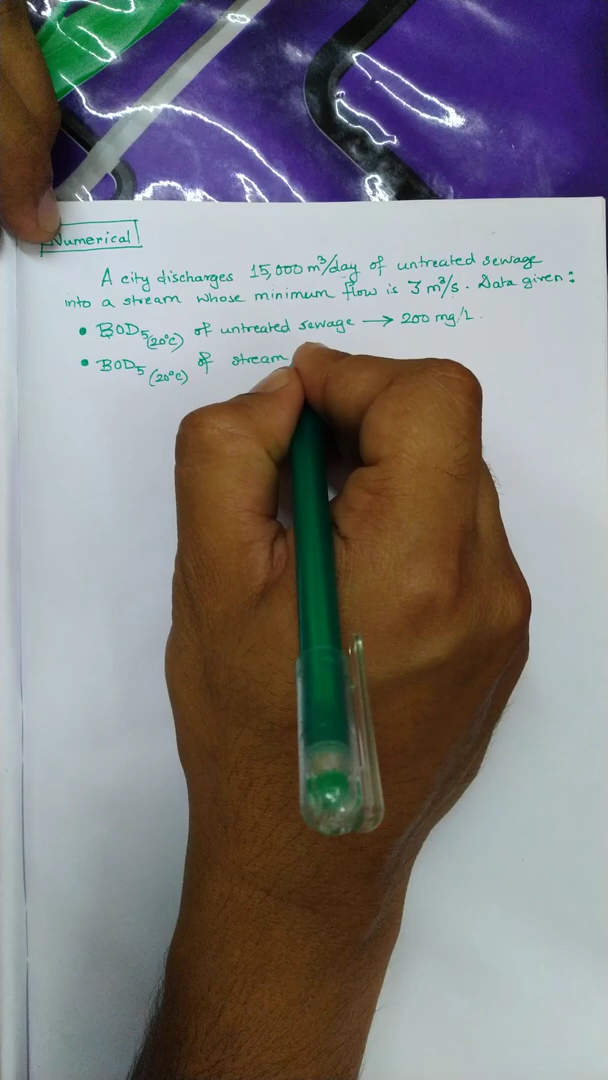 Numerical
A city discharges 15,000 m³/day of untreated sewage
into a stream whose minimum flow is 3 m³/s. Data given:
• BOD₅(20°C) of untreated sewage → 200 mg/L.
• BOD₅(20°C) of stream